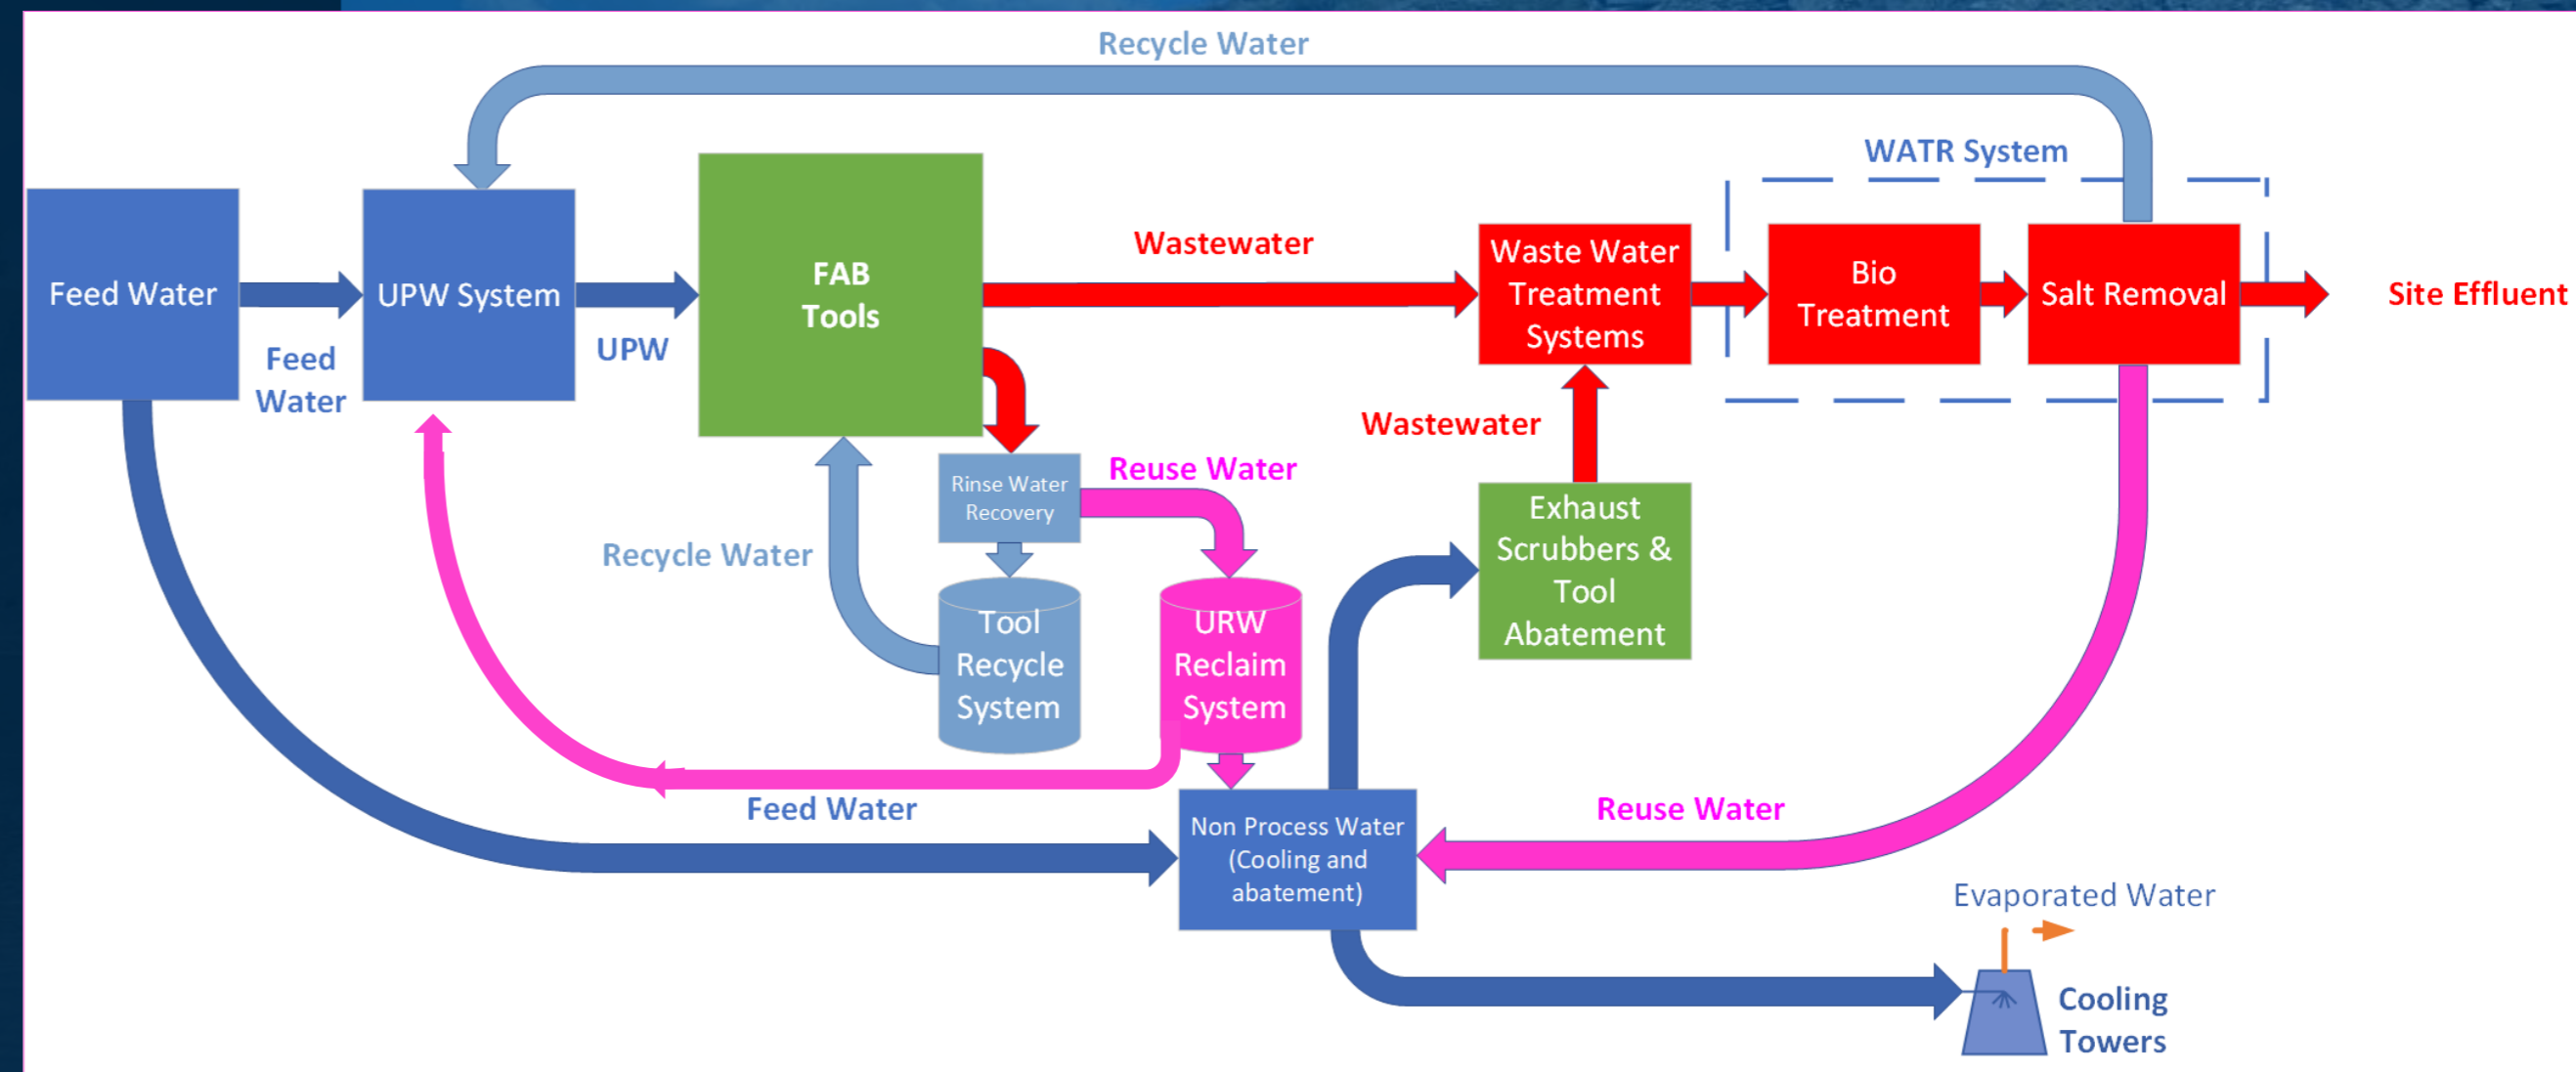 Recycle Water
WATR System
Feed Water
UPW System
FAB
Tools
Wastewater
Waste Water
Treatment
Systems
Bio
Treatment
Salt Removal
Site Effluent
Feed
Water
UPW
Wastewater
Rinse Water
Recovery
Reuse Water
Recycle Water
Exhaust
Scrubbers &
Tool
Abatement
Tool
Recycle
System
URW
Reclaim
System
Feed Water
Non Process Water
(Cooling and
abatement)
Reuse Water
Evaporated Water
Cooling
Towers